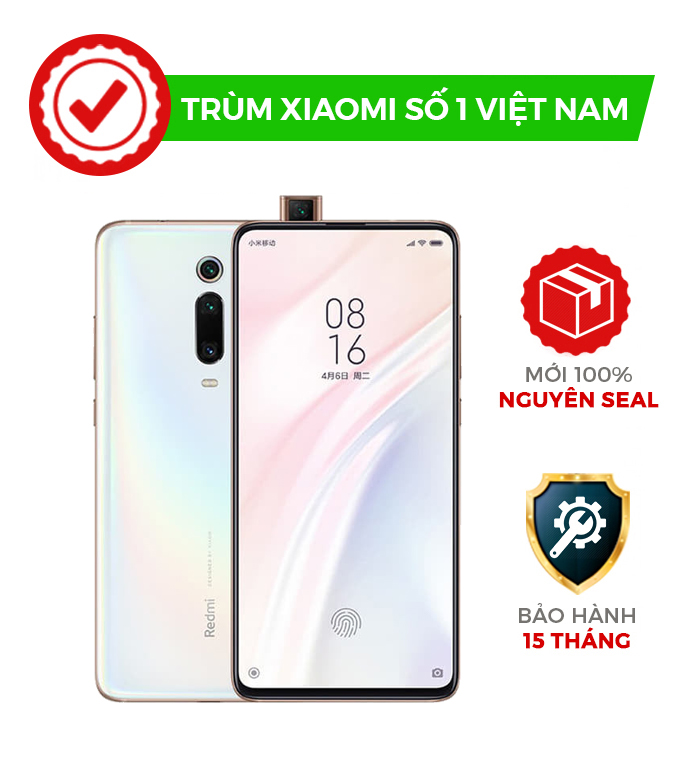 TRÙM XIAOMI SỐ 1 VIỆT NAM
小米移动
08
16
4月6日 周二
MỚI 100%
NGUYÊN SEAL
Redmi
BẢO HÀNH
15 THÁNG